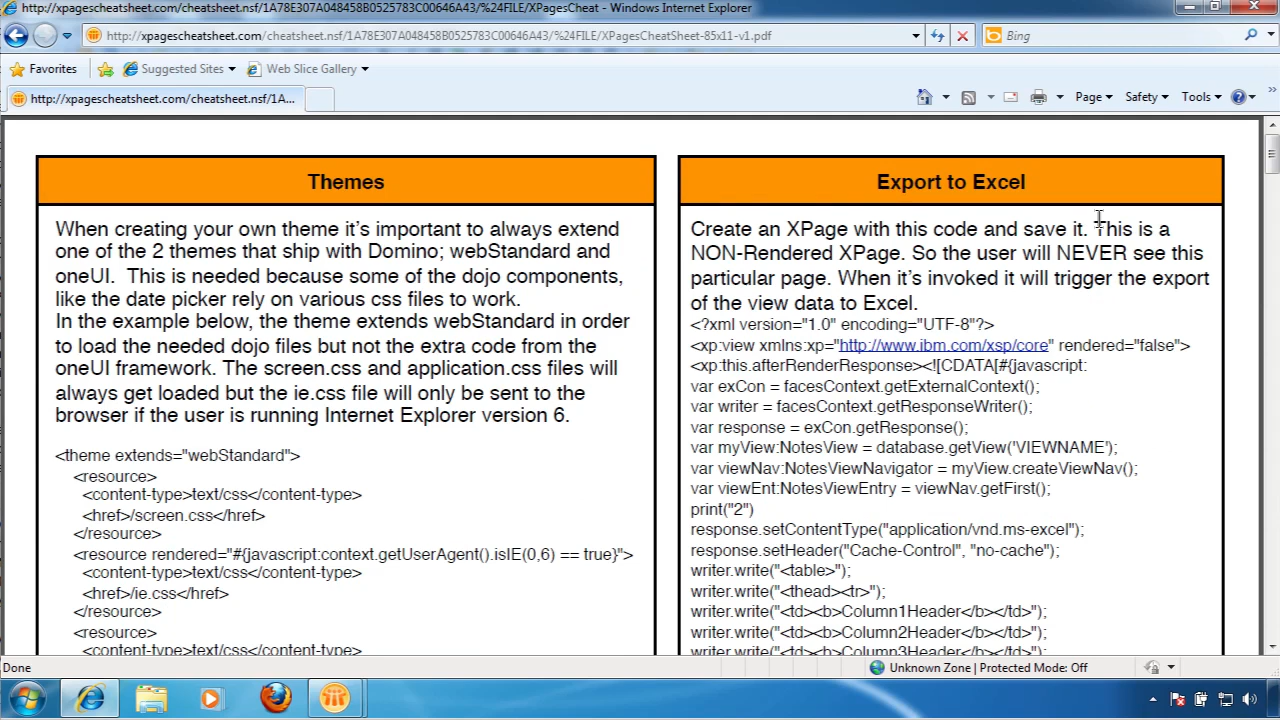 http://xpagescheatsheet.com/cheatsheet.nsf/1A78E307A048458B0525783C00646A43/%24FILE/XPagesCheat - Windows Internet Explorer
http://xpagescheatsheet.com/cheatsheet.nsf/1A78E307A048458B0525783C00646A43/%24FILE/XPagesCheatSheet-85x11-v1.pdf
Bing
Favorites
Suggested Sites
Web Slice Gallery
http://xpagescheatsheet.com/cheatsheet.nsf/1A...
Page
Safety
Tools
Themes
When creating your own theme it's important to always extend
one of the 2 themes that ship with Domino; webStandard and
oneUI.  This is needed because some of the dojo components,
like the date picker rely on various css files to work.
In the example below, the theme extends webStandard in order
to load the needed dojo files but not the extra code from the
oneUI framework. The screen.css and application.css files will
always get loaded but the ie.css file will only be sent to the
browser if the user is running Internet Explorer version 6.
<theme extends="webStandard">
<resource>
<content-type>text/css</content-type>
<href>/screen.css</href>
</resource>
<resource rendered="#{javascript:context.getUserAgent().isIE(0,6) == true}">
<content-type>text/css</content-type>
<href>/ie.css</href>
</resource>
<resource>
<content-type>text/css</content-type>
Export to Excel
Create an XPage with this code and save it. This is a
NON-Rendered XPage. So the user will NEVER see this
particular page. When it's invoked it will trigger the export
of the view data to Excel.
<?xml version="1.0" encoding="UTF-8"?>
<xp:view xmlns:xp="http://www.ibm.com/xsp/core" rendered="false">
<xp:this.afterRenderResponse><![CDATA[#{javascript:
var exCon = facesContext.getExternalContext();
var writer = facesContext.getResponseWriter();
var response = exCon.getResponse();
var myView:NotesView = database.getView('VIEWNAME');
var viewNav:NotesViewNavigator = myView.createViewNav();
var viewEnt:NotesViewEntry = viewNav.getFirst();
print("2")
response.setContentType("application/vnd.ms-excel");
response.setHeader("Cache-Control", "no-cache");
writer.write("<table>");
writer.write("<thead><tr>");
writer.write("<td><b>Column1Header</b></td>");
writer.write("<td><b>Column2Header</b></td>");
writer.write("<td><b>Column3Header</b></td>");
Done
Unknown Zone | Protected Mode: Off